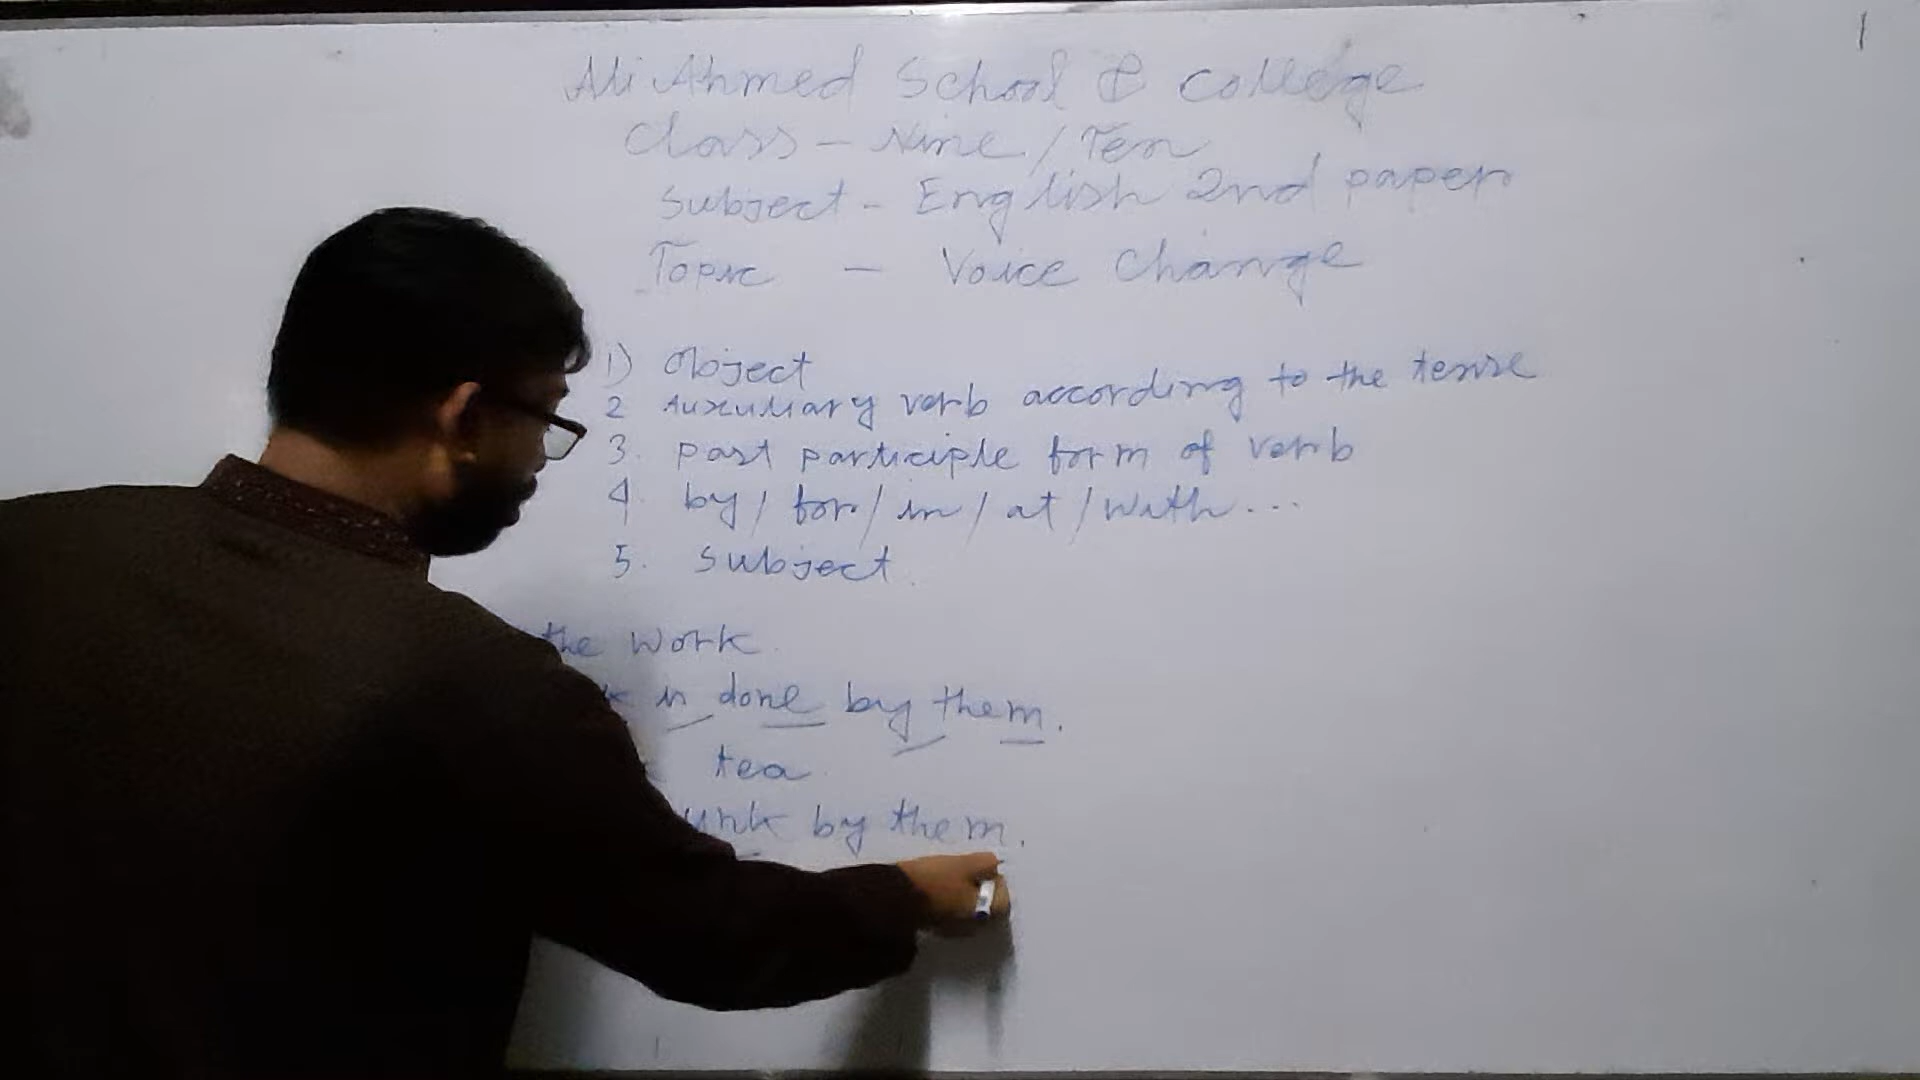 Ali Ahmed School & College
Class - Nine / Ten
Subject - English 2nd paper
Topic - Voice Change
1) Object
2 Auxiliary verb according to the tense
3. past participle form of verb
4. by / for / in / at / with ...
5. Subject
the work.
is done by them.
tea.
by them.